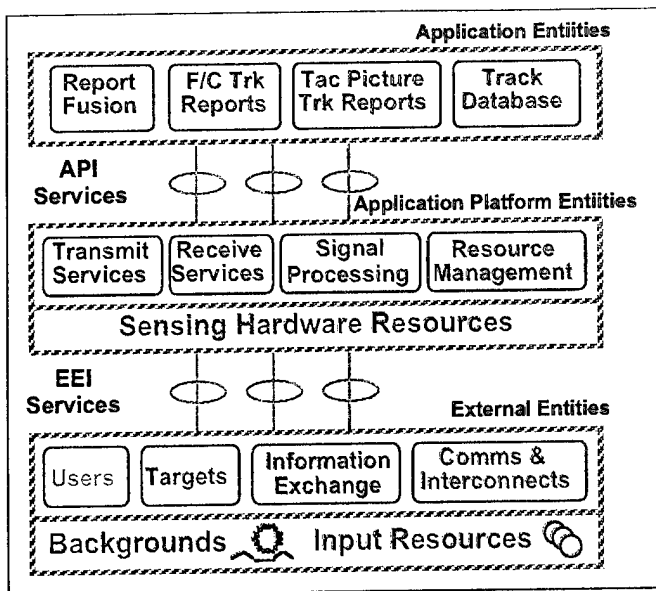 Application Entiities
Report Fusion
F/C Trk Reports
Tac Picture Trk Reports
Track Database
API Services
Application Platform Entiities
Transmit Services
Receive Services
Signal Processing
Resource Management
Sensing Hardware Resources
EEI Services
External Entities
Users
Targets
Information Exchange
Comms & Interconnects
Backgrounds
Input Resources